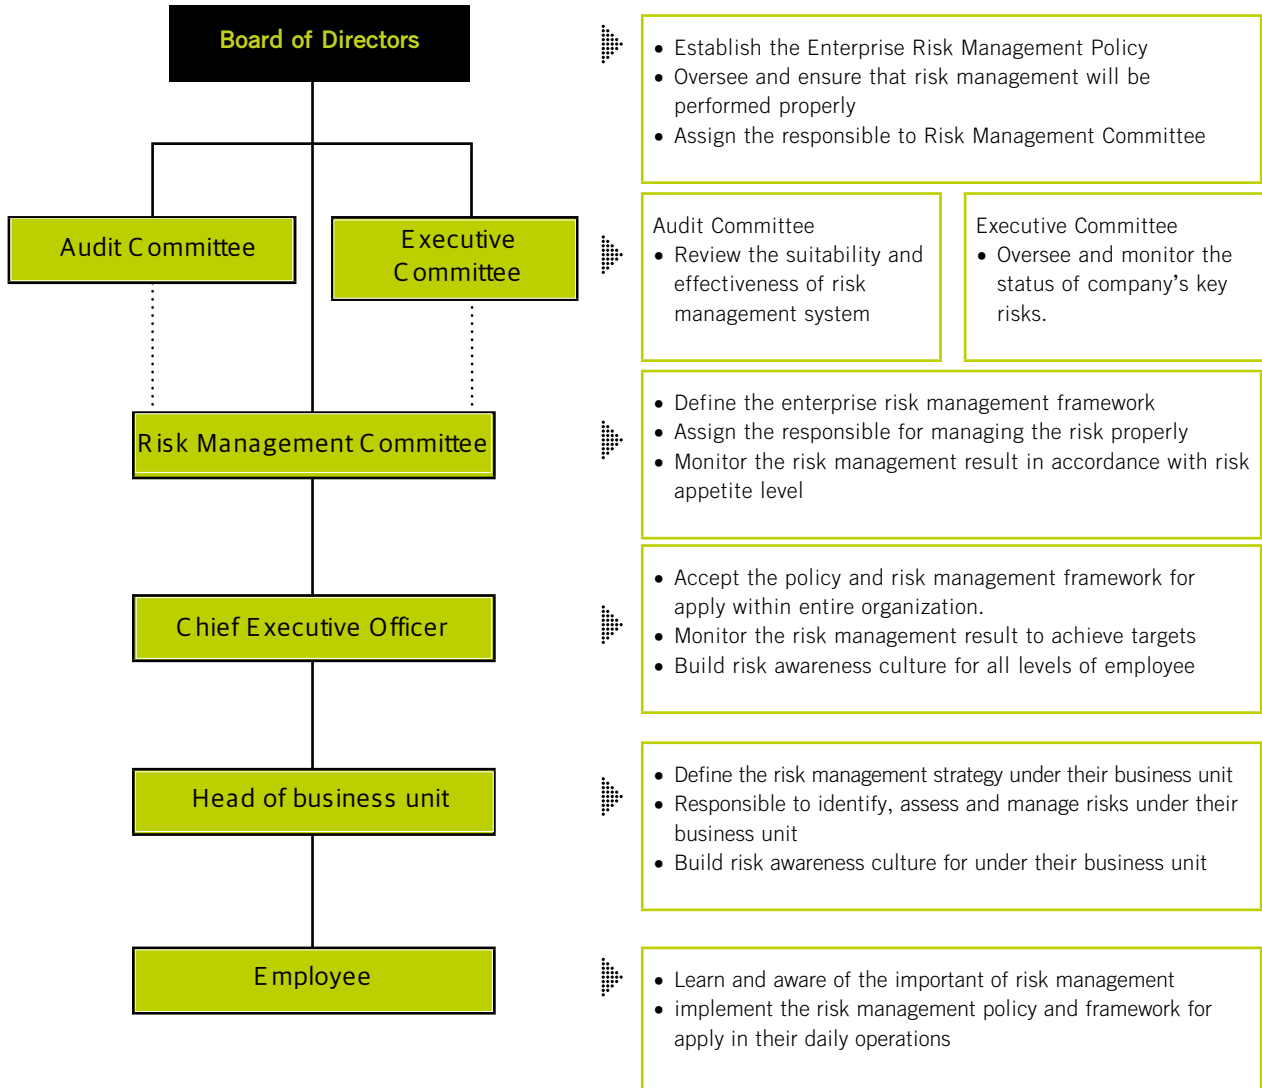 Board of Directors
• Establish the Enterprise Risk Management Policy
• Oversee and ensure that risk management will be
performed properly
• Assign the responsible to Risk Management Committee
Audit Committee
Executive
Committee
Audit Committee
• Review the suitability and
effectiveness of risk
management system
Executive Committee
• Oversee and monitor the
status of company’s key
risks.
Risk Management Committee
• Define the enterprise risk management framework
• Assign the responsible for managing the risk properly
• Monitor the risk management result in accordance with risk
appetite level
Chief Executive Officer
• Accept the policy and risk management framework for
apply within entire organization.
• Monitor the risk management result to achieve targets
• Build risk awareness culture for all levels of employee
Head of business unit
• Define the risk management strategy under their business unit
• Responsible to identify, assess and manage risks under their
business unit
• Build risk awareness culture for under their business unit
Employee
• Learn and aware of the important of risk management
• implement the risk management policy and framework for
apply in their daily operations